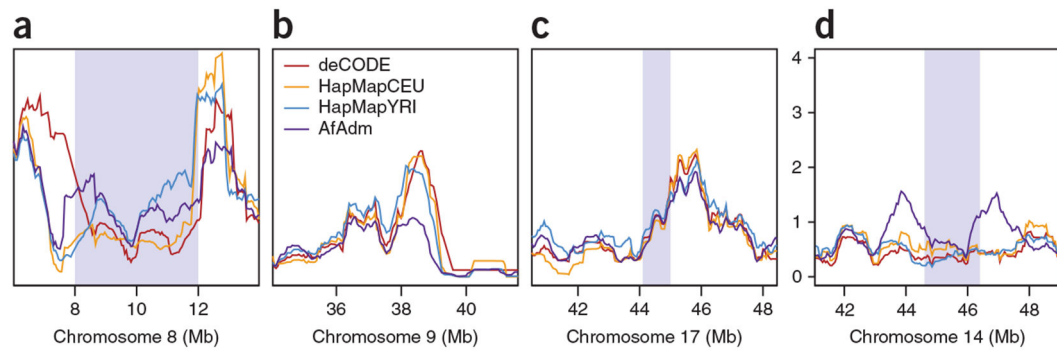 a
b
c
d
deCODE
HapMapCEU
HapMapYRI
AfAdm
4
3
2
1
0
8 10 12
36 38 40
42 44 46 48
42 44 46 48
Chromosome 8 (Mb)
Chromosome 9 (Mb)
Chromosome 17 (Mb)
Chromosome 14 (Mb)